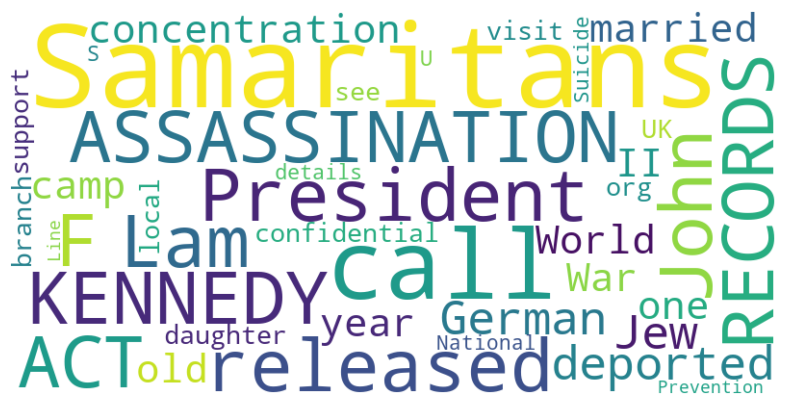 concentration
visit
married
Samaritans
S
U
Suicide
see
support
ASSASSINATION
RECORDS
UK
II
John
details
President
org
camp
local
branch
F
Lam
Line
confidential
call
World
War
KENNEDY
year
German
one
Jew
daughter
National
ACT
old
released
deported
Prevention